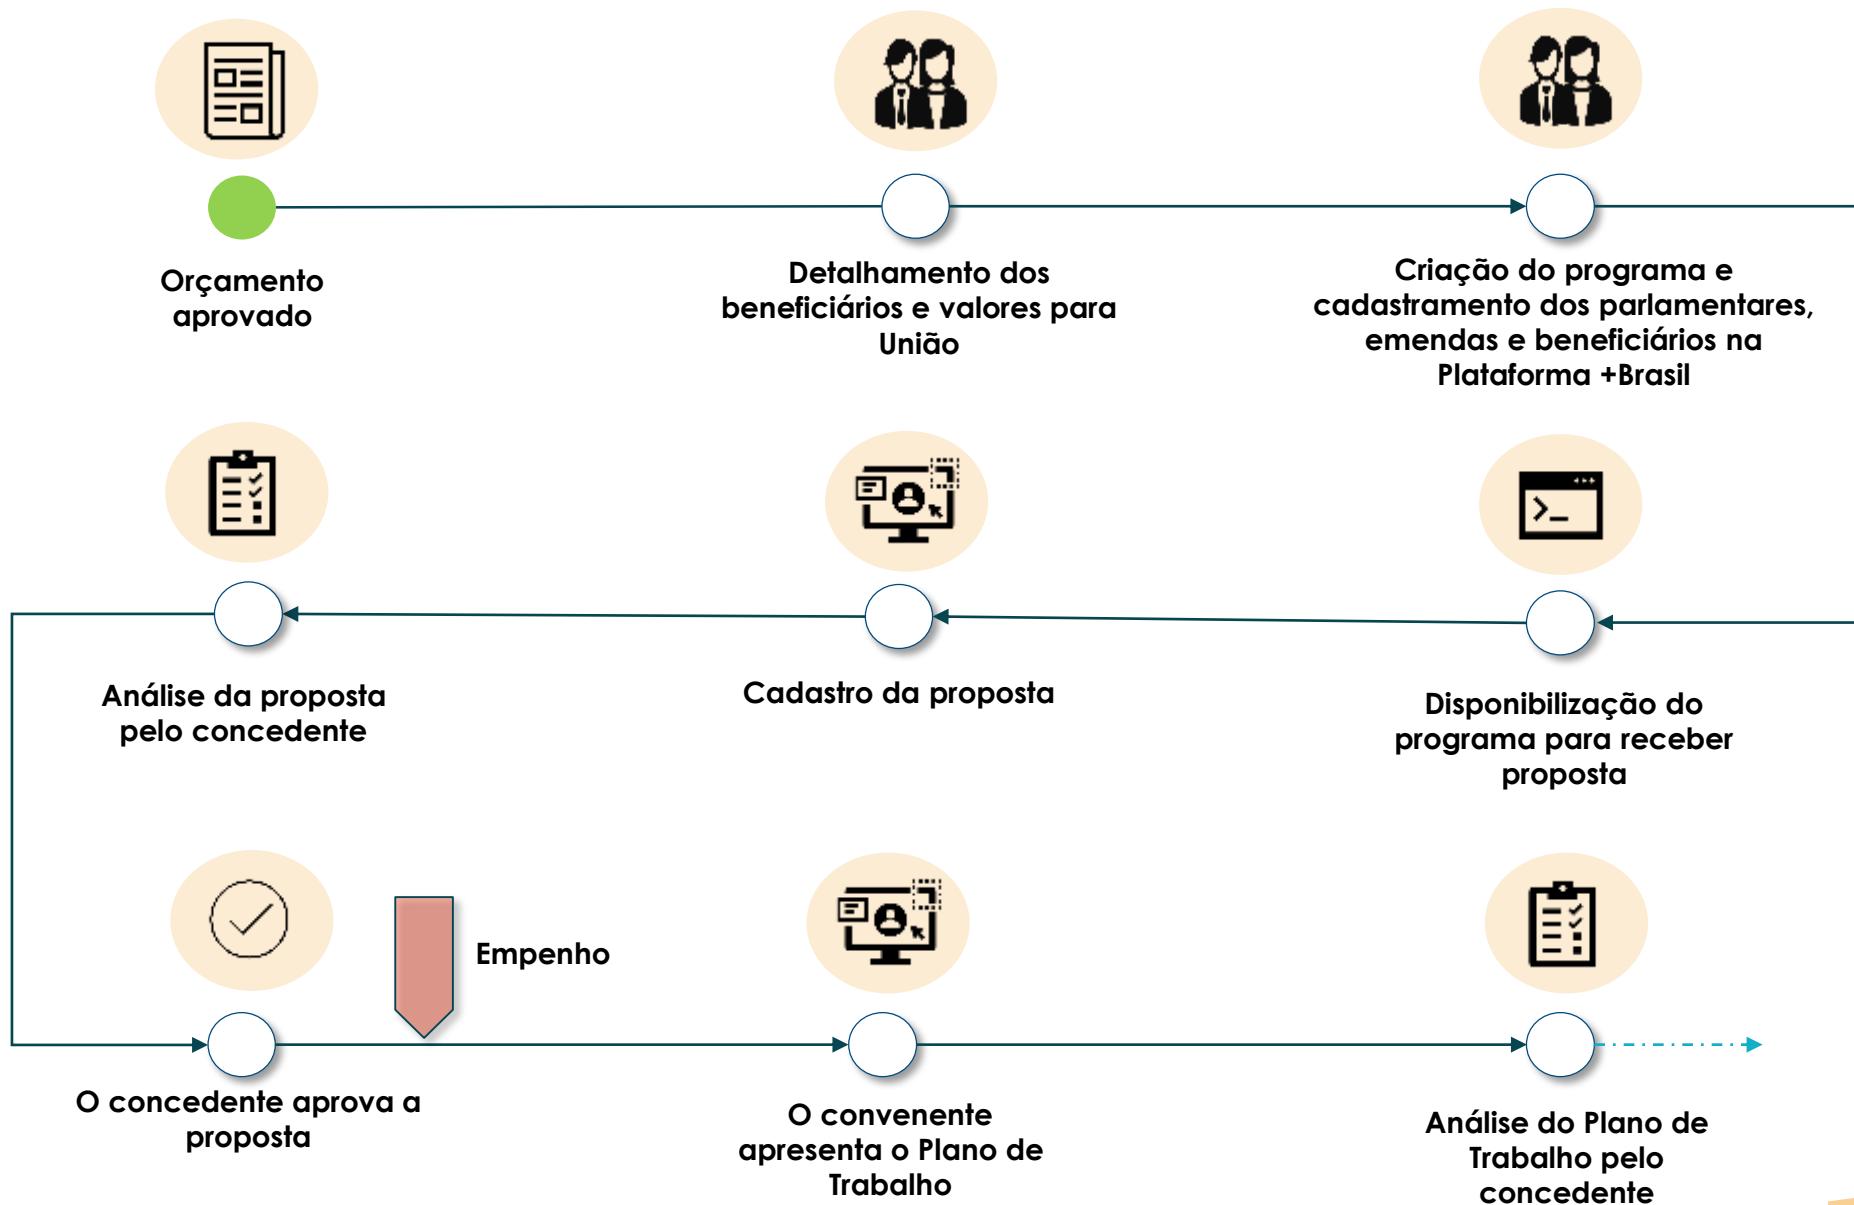 Orçamento
aprovado
Detalhamento dos
beneficiários e valores para
União
Criação do programa e
cadastramento dos parlamentares,
emendas e beneficiários na
Plataforma +Brasil
Análise da proposta
pelo concedente
Cadastro da proposta
Disponibilização do
programa para receber
proposta
O concedente aprova a
proposta
Empenho
O convenente
apresenta o Plano de
Trabalho
Análise do Plano de
Trabalho pelo
concedente